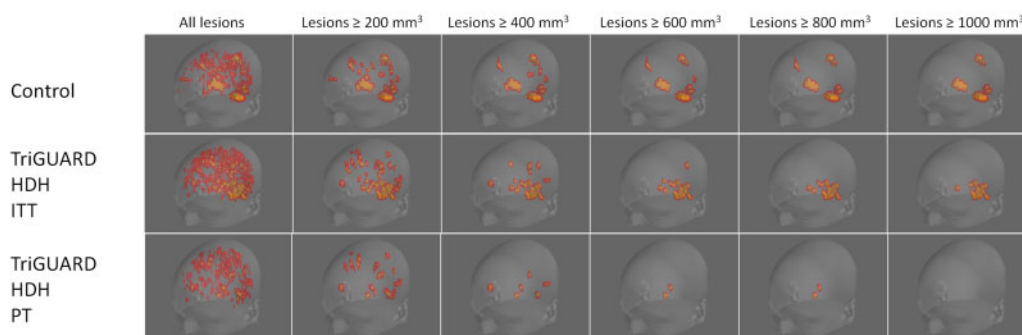 All lesions Lesions ≥ 200 mm³ Lesions ≥ 400 mm³ Lesions ≥ 600 mm³ Lesions ≥ 800 mm³ Lesions ≥ 1000 mm³
Control
TriGUARD
HDH
ITT
TriGUARD
HDH
PT